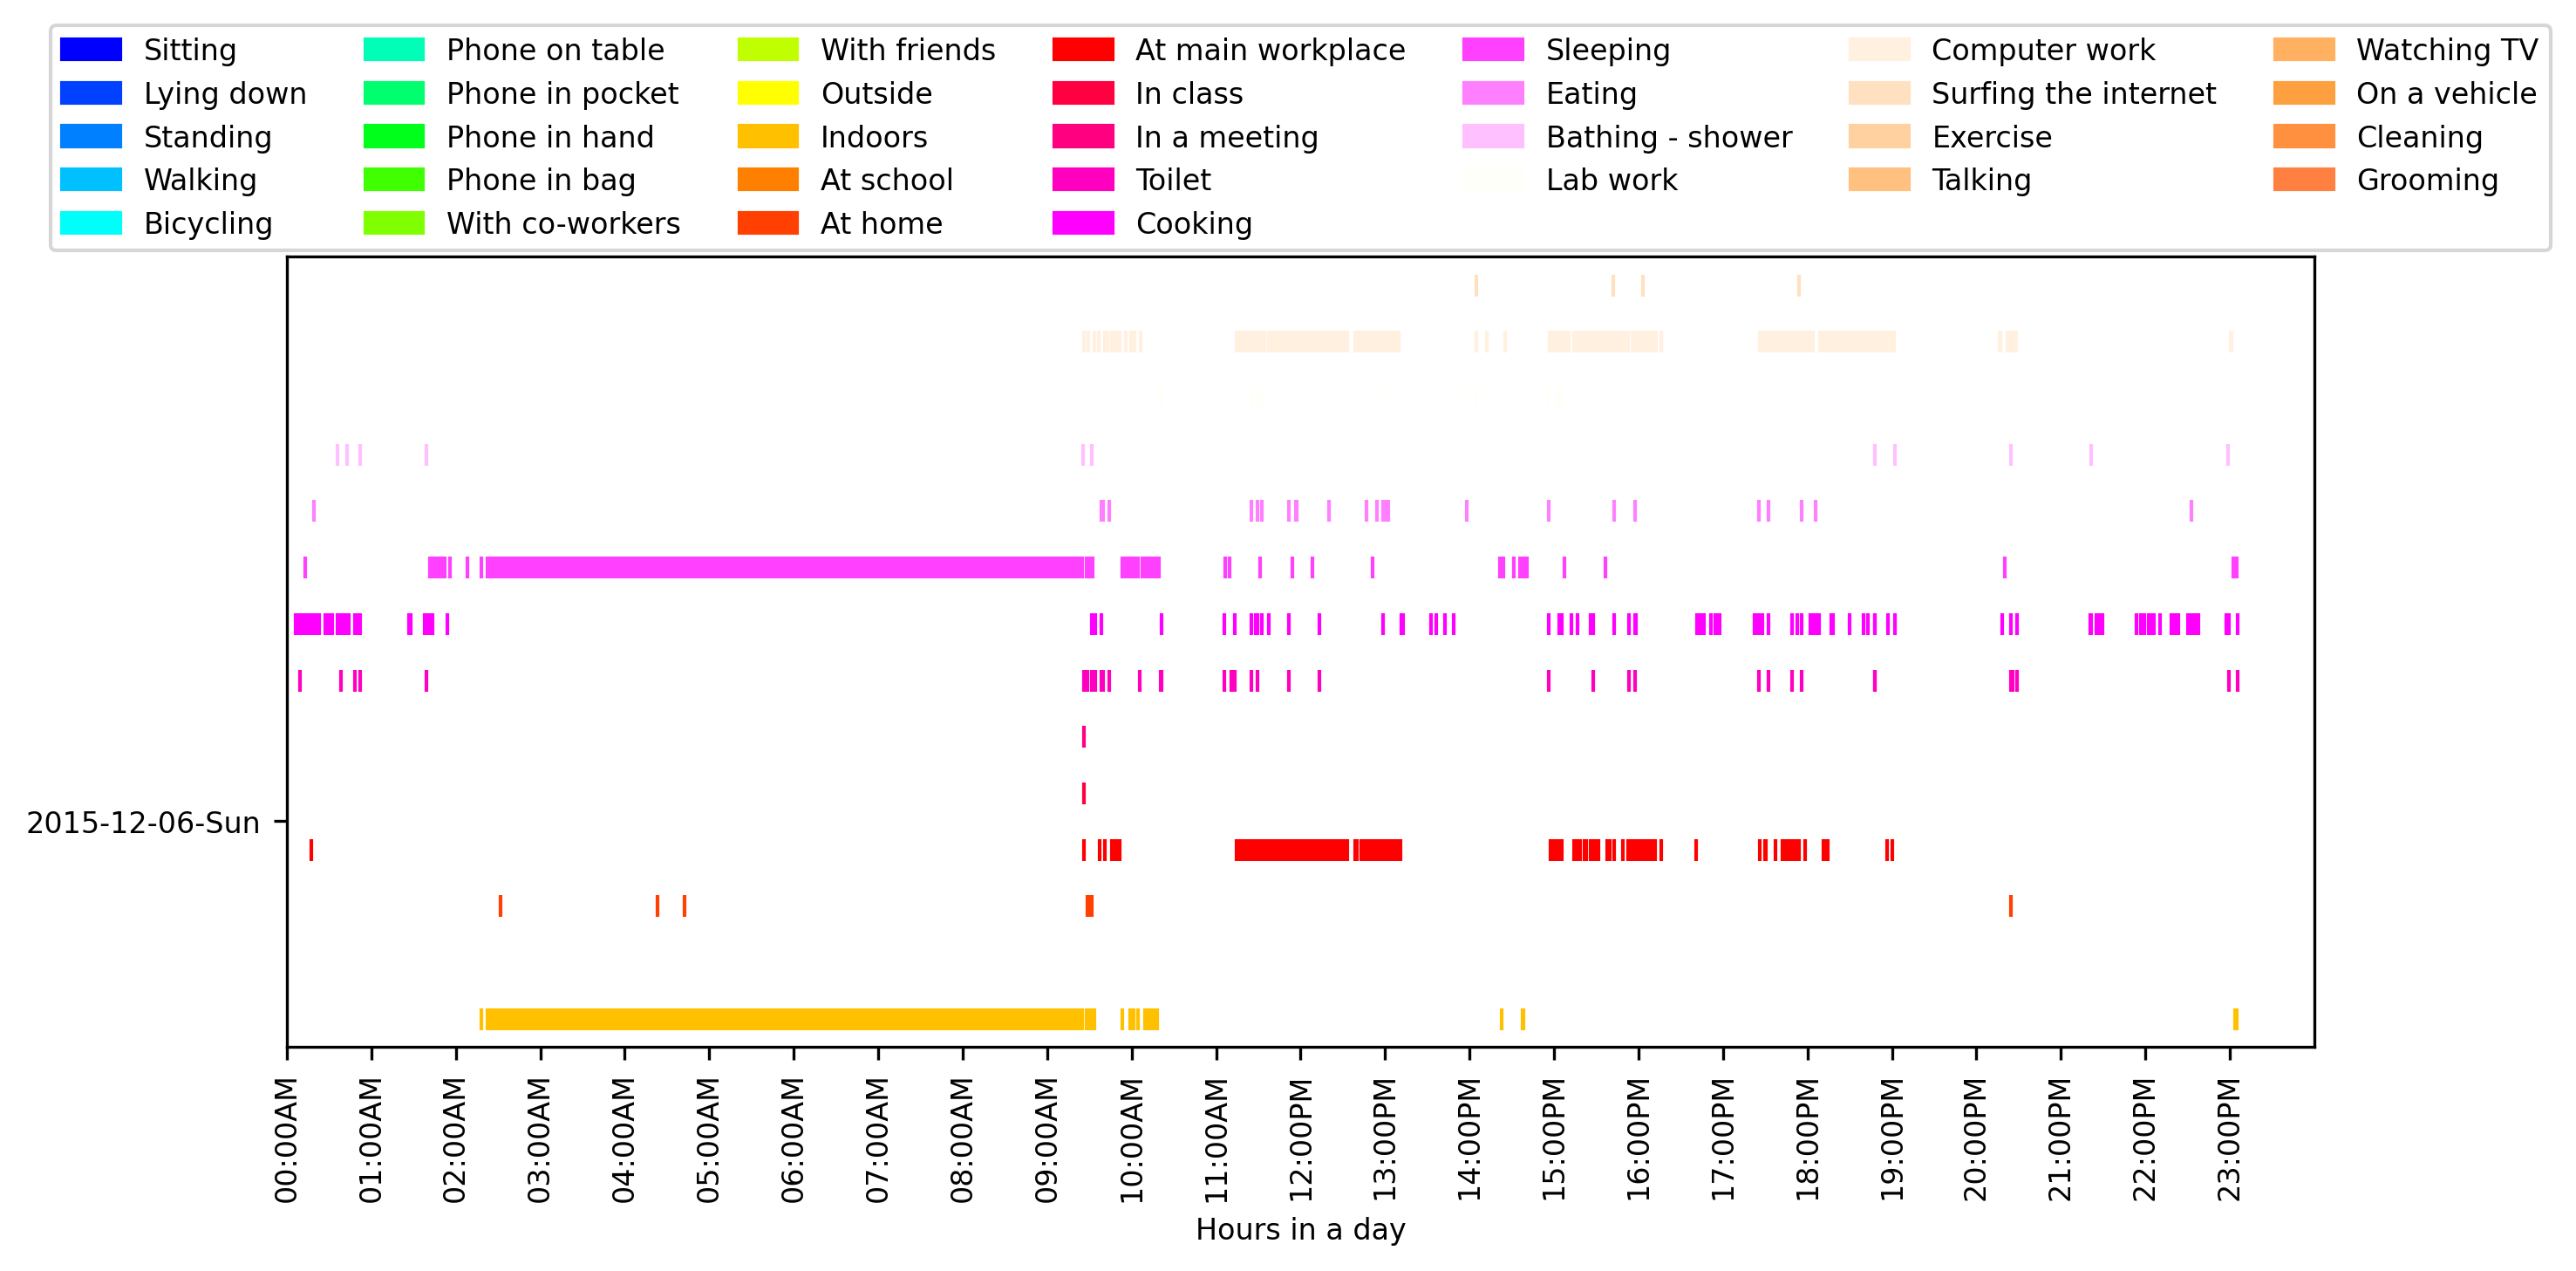 Sitting Phone on table With friends At main workplace Sleeping Computer work Watching TV
Lying down Phone in pocket Outside In class Eating Surfing the internet On a vehicle
Standing Phone in hand Indoors In a meeting Bathing - shower Exercise Cleaning
Walking Phone in bag At school Toilet Lab work Talking Grooming
Bicycling With co-workers At home Cooking
2015-12-06-Sun
00:00AM 01:00AM 02:00AM 03:00AM 04:00AM 05:00AM 06:00AM 07:00AM 08:00AM 09:00AM 10:00AM 11:00AM 12:00PM 13:00PM 14:00PM 15:00PM 16:00PM 17:00PM 18:00PM 19:00PM 20:00PM 21:00PM 22:00PM 23:00PM
Hours in a day